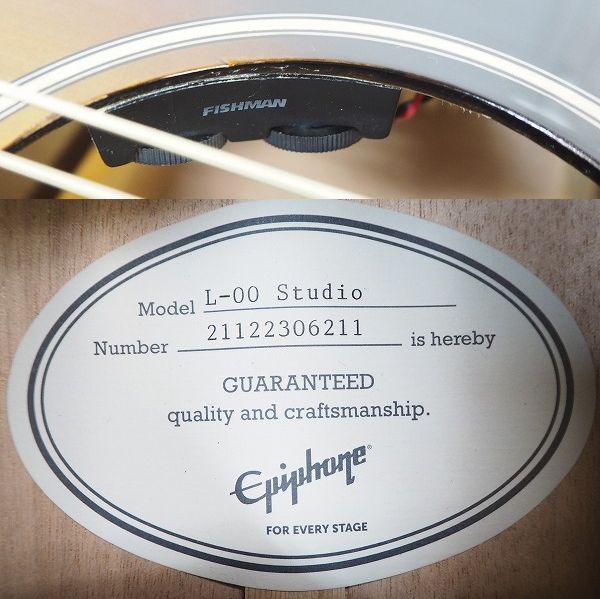 FISHMAN
Model L-00 Studio
Number 21122306211 is hereby
GUARANTEED
quality and craftsmanship.
Epiphone®
FOR EVERY STAGE